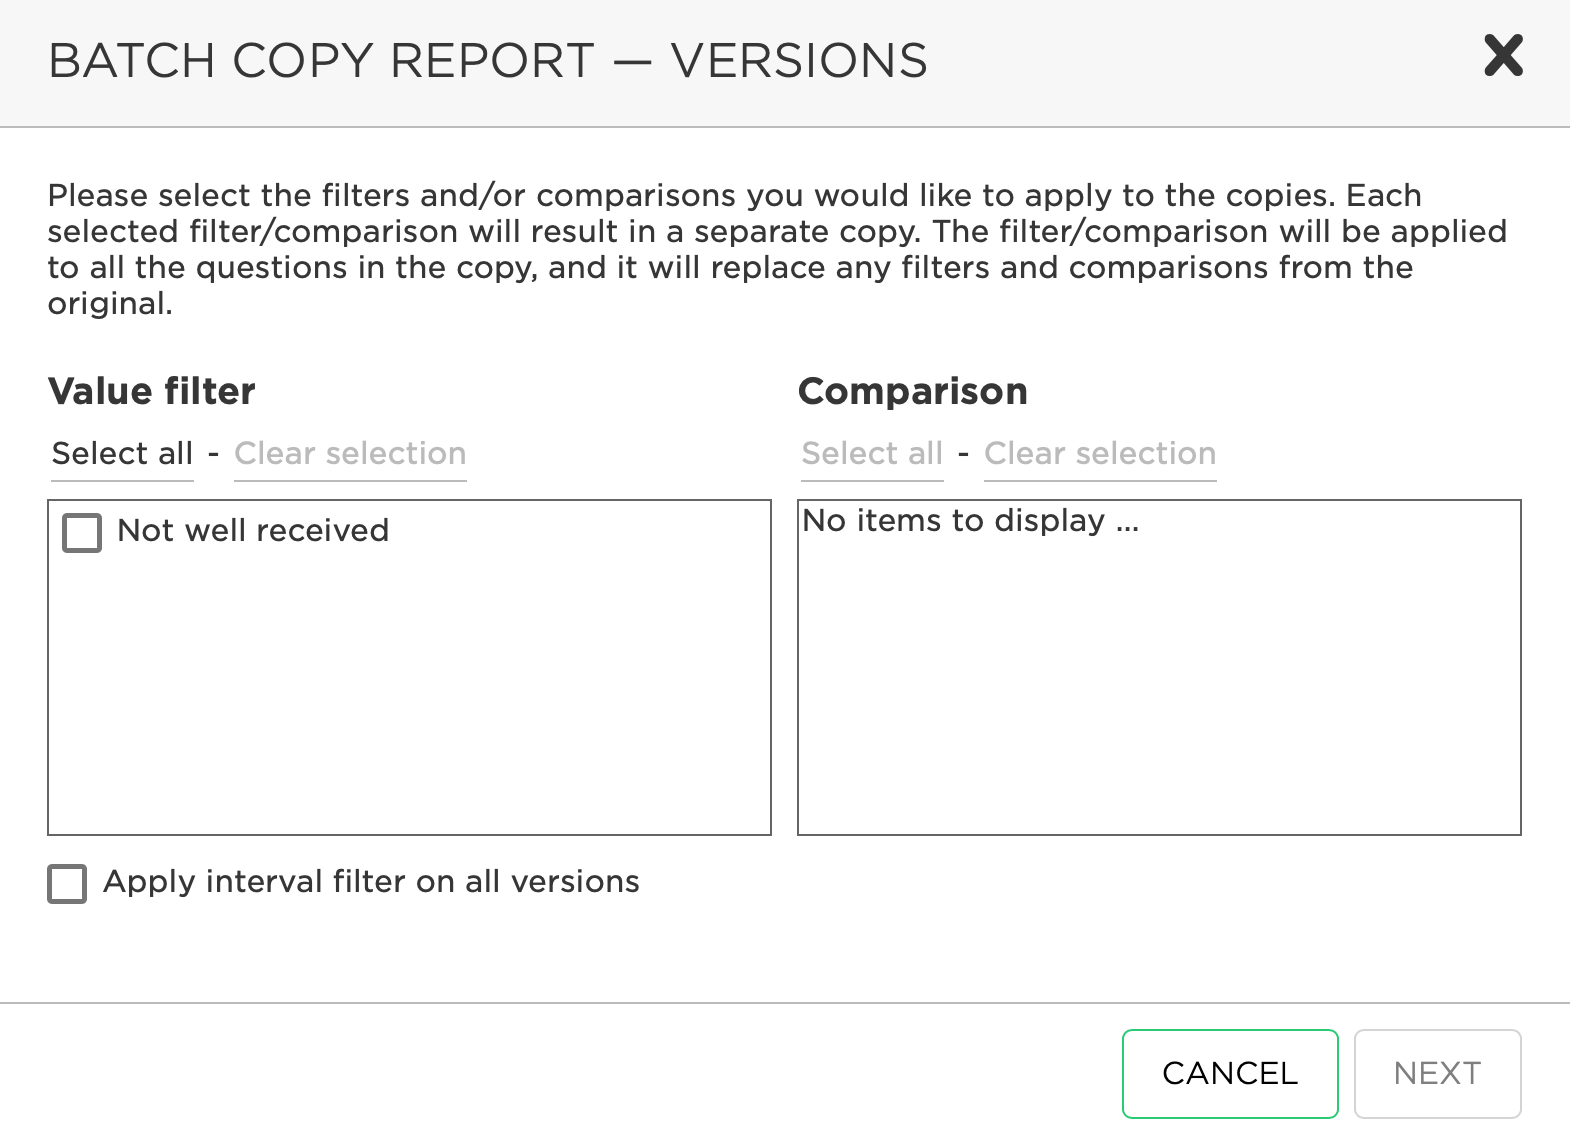 BATCH COPY REPORT — VERSIONS
Please select the filters and/or comparisons you would like to apply to the copies. Each
selected filter/comparison will result in a separate copy. The filter/comparison will be applied
to all the questions in the copy, and it will replace any filters and comparisons from the
original.
Value filter
Select all - Clear selection
Not well received
Comparison
Select all - Clear selection
No items to display ...
Apply interval filter on all versions
CANCEL
NEXT